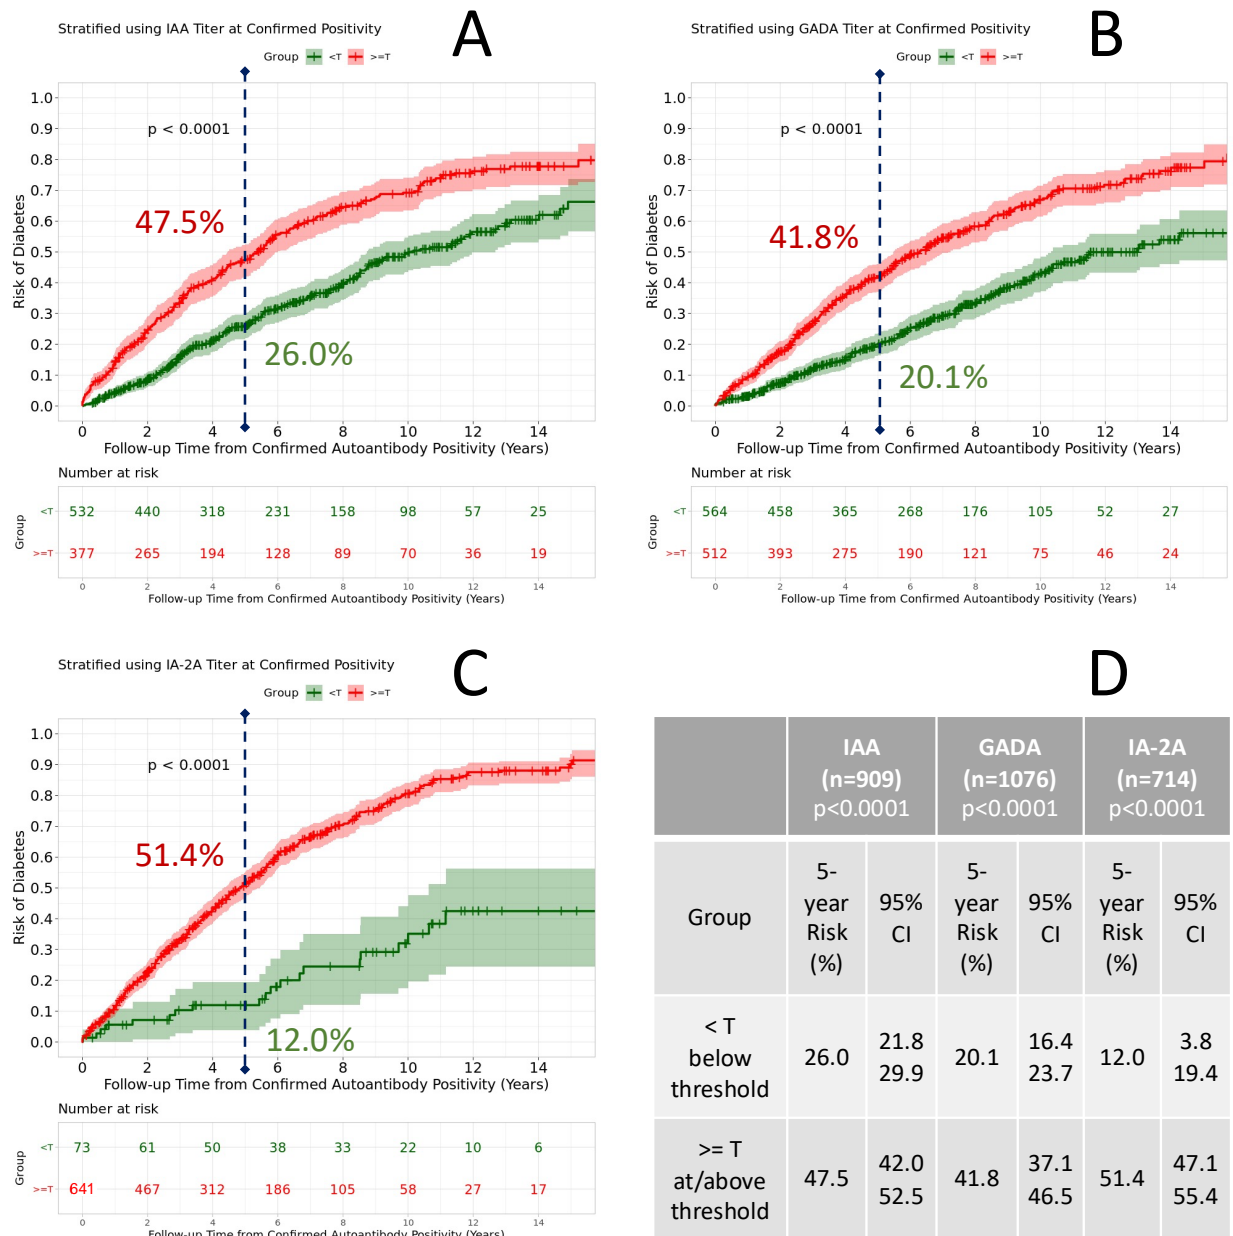 Stratified using IAA Titer at Confirmed Positivity
A
Group <T >=T
p < 0.0001
47.5%
26.0%
Risk of Diabetes
1.0
0.9
0.8
0.7
0.6
0.5
0.4
0.3
0.2
0.1
0.0
0 2 4 6 8 10 12 14
Follow-up Time from Confirmed Autoantibody Positivity (Years)
Number at risk
Group
<T 532 440 318 231 158 98 57 25
>=T 377 265 194 128 89 70 36 19
0 2 4 6 8 10 12 14
Follow-up Time from Confirmed Autoantibody Positivity (Years)
Stratified using GADA Titer at Confirmed Positivity
B
Group <T >=T
p < 0.0001
41.8%
20.1%
Risk of Diabetes
1.0
0.9
0.8
0.7
0.6
0.5
0.4
0.3
0.2
0.1
0.0
0 2 4 6 8 10 12 14
Follow-up Time from Confirmed Autoantibody Positivity (Years)
Number at risk
Group
<T 564 458 365 268 176 105 52 27
>=T 512 393 275 190 121 75 46 24
0 2 4 6 8 10 12 14
Follow-up Time from Confirmed Autoantibody Positivity (Years)
Stratified using IA-2A Titer at Confirmed Positivity
C
Group <T >=T
p < 0.0001
51.4%
12.0%
Risk of Diabetes
1.0
0.9
0.8
0.7
0.6
0.5
0.4
0.3
0.2
0.1
0.0
0 2 4 6 8 10 12 14
Follow-up Time from Confirmed Autoantibody Positivity (Years)
Number at risk
Group
<T 73 61 50 38 33 22 10 6
>=T 641 467 312 186 105 58 27 17
0 2 4 6 8 10 12 14
Follow-up Time from Confirmed Autoantibody Positivity (Years)
D
IAA GADA IA-2A
(n=909) (n=1076) (n=714)
p<0.0001 p<0.0001 p<0.0001
Group
5-
year
Risk
(%)
95%
CI
5-
year
Risk
(%)
95%
CI
5-
year
Risk
(%)
95%
CI
< T
below
threshold
26.0
21.8
29.9
20.1
16.4
23.7
12.0
3.8
19.4
>= T
at/above
threshold
47.5
42.0
52.5
41.8
37.1
46.5
51.4
47.1
55.4